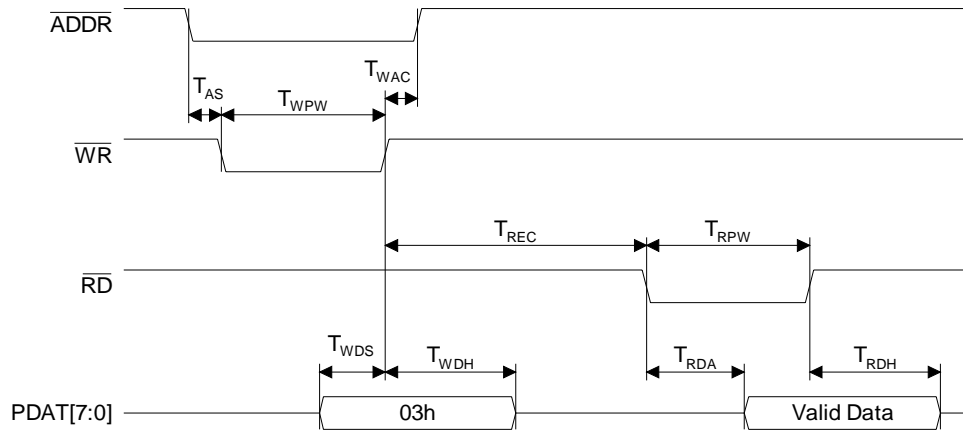 ADDR
T_AS
T_WPW
T_WAC
WR
T_REC
T_RPW
RD
T_WDS
T_WDH
T_RDA
T_RDH
PDAT[7:0]
03h
Valid Data